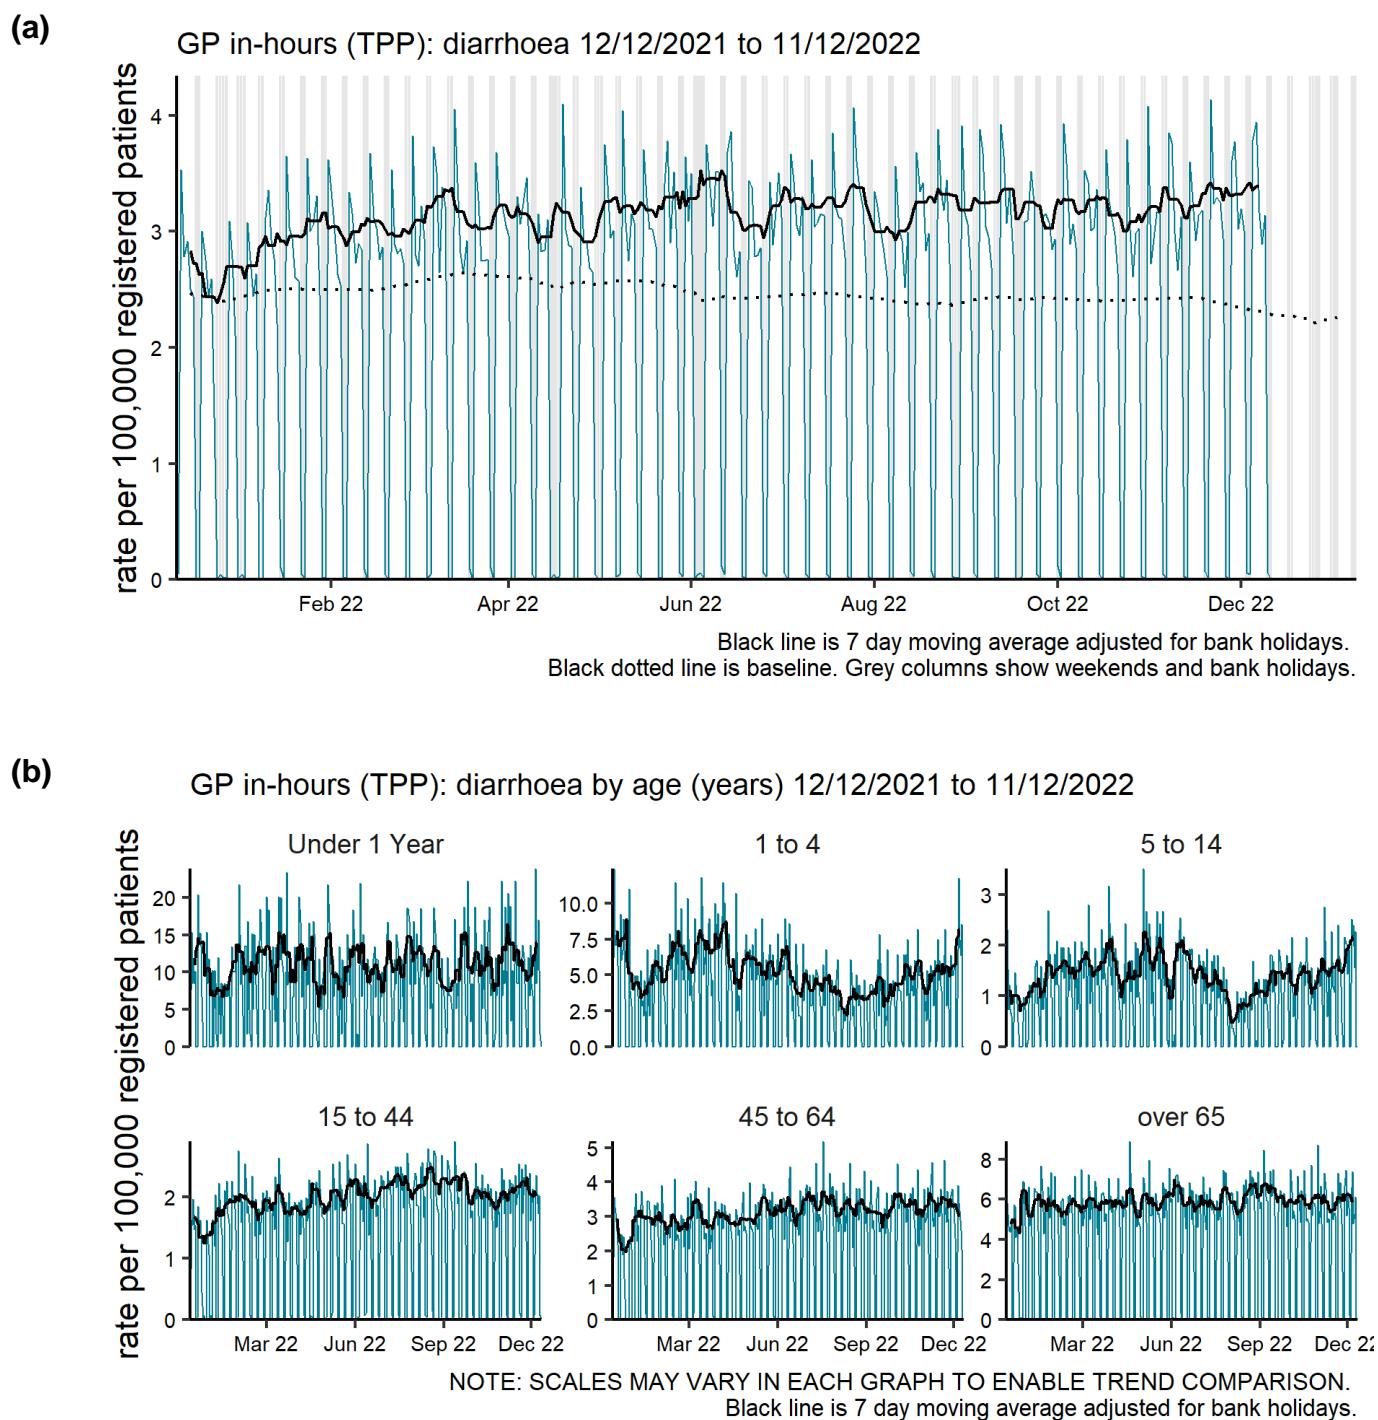 (a)
GP in-hours (TPP): diarrhoea 12/12/2021 to 11/12/2022
rate per 100,000 registered patients
4
3
2
1
0
Feb 22 Apr 22 Jun 22 Aug 22 Oct 22 Dec 22
Black line is 7 day moving average adjusted for bank holidays.
Black dotted line is baseline. Grey columns show weekends and bank holidays.
(b)
GP in-hours (TPP): diarrhoea by age (years) 12/12/2021 to 11/12/2022
rate per 100,000 registered patients
Under 1 Year
20
15
10
5
0
1 to 4
10.0
7.5
5.0
2.5
0.0
5 to 14
3
2
1
0
15 to 44
2
1
0
Mar 22 Jun 22 Sep 22 Dec 22
45 to 64
5
4
3
2
1
0
Mar 22 Jun 22 Sep 22 Dec 22
over 65
8
6
4
2
0
Mar 22 Jun 22 Sep 22 Dec 22
NOTE: SCALES MAY VARY IN EACH GRAPH TO ENABLE TREND COMPARISON.
Black line is 7 day moving average adjusted for bank holidays.